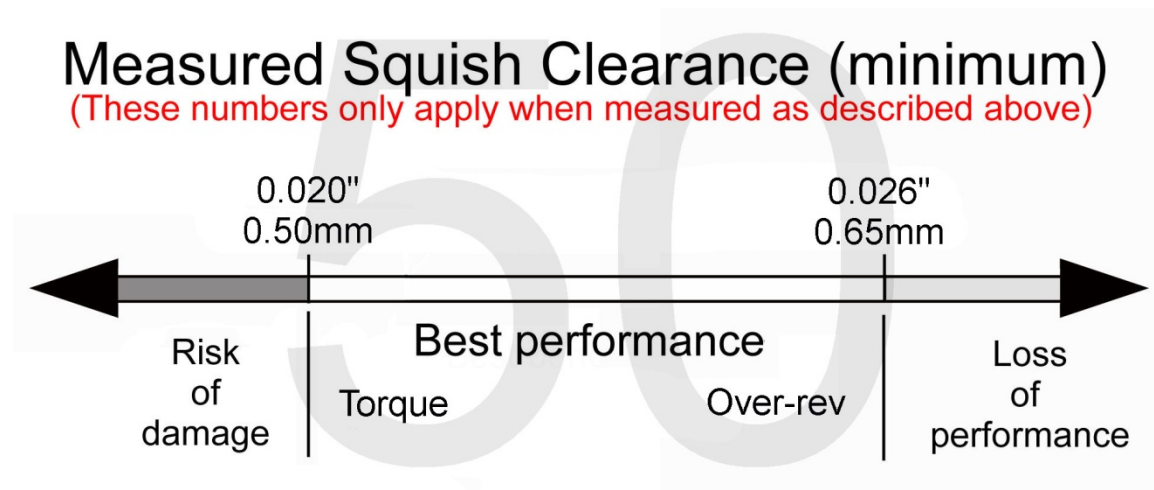 Measured Squish Clearance (minimum)
(These numbers only apply when measured as described above)
0.020"
0.50mm
0.026"
0.65mm
50
Risk
of
damage
Best performance
Torque
Over-rev
Loss
of
performance